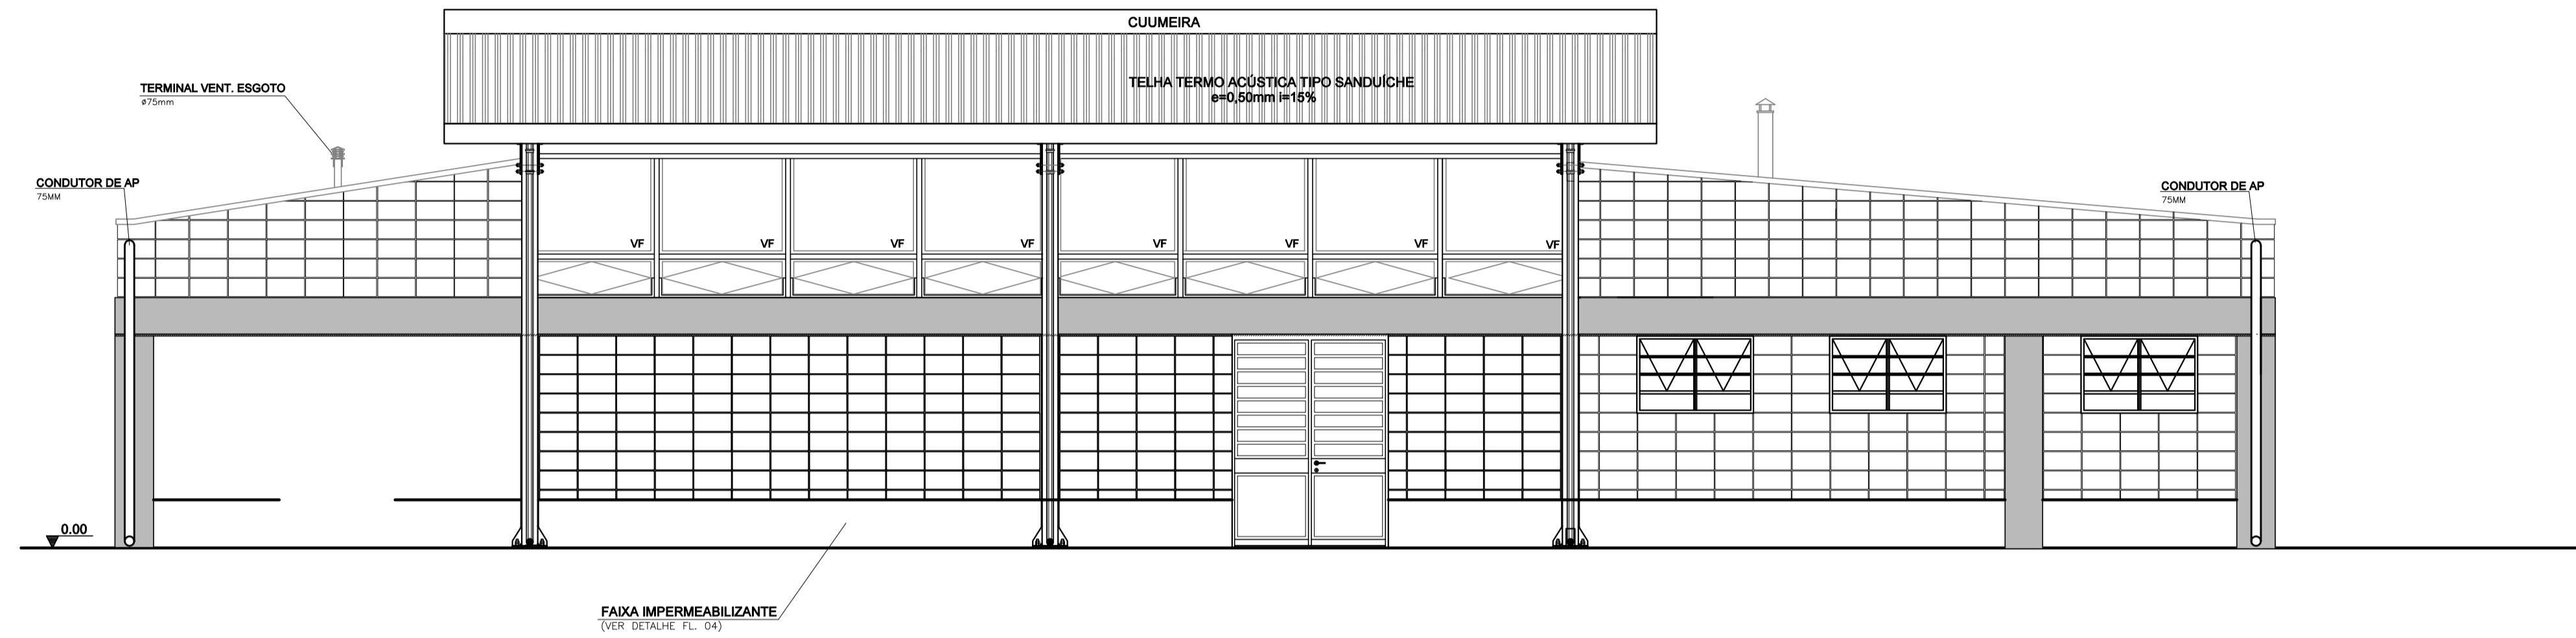 CUUMEIRA
TELHA TERMO ACÚSTICA TIPO SANDUÍCHE
e=0,50mm i=15%
TERMINAL VENT. ESGOTO
ø75mm
CONDUTOR DE AP
75MM
CONDUTOR DE AP
75MM
VF
VF
VF
VF
VF
VF
VF
VF
0.00
FAIXA IMPERMEABILIZANTE
(VER DETALHE FL. 04)